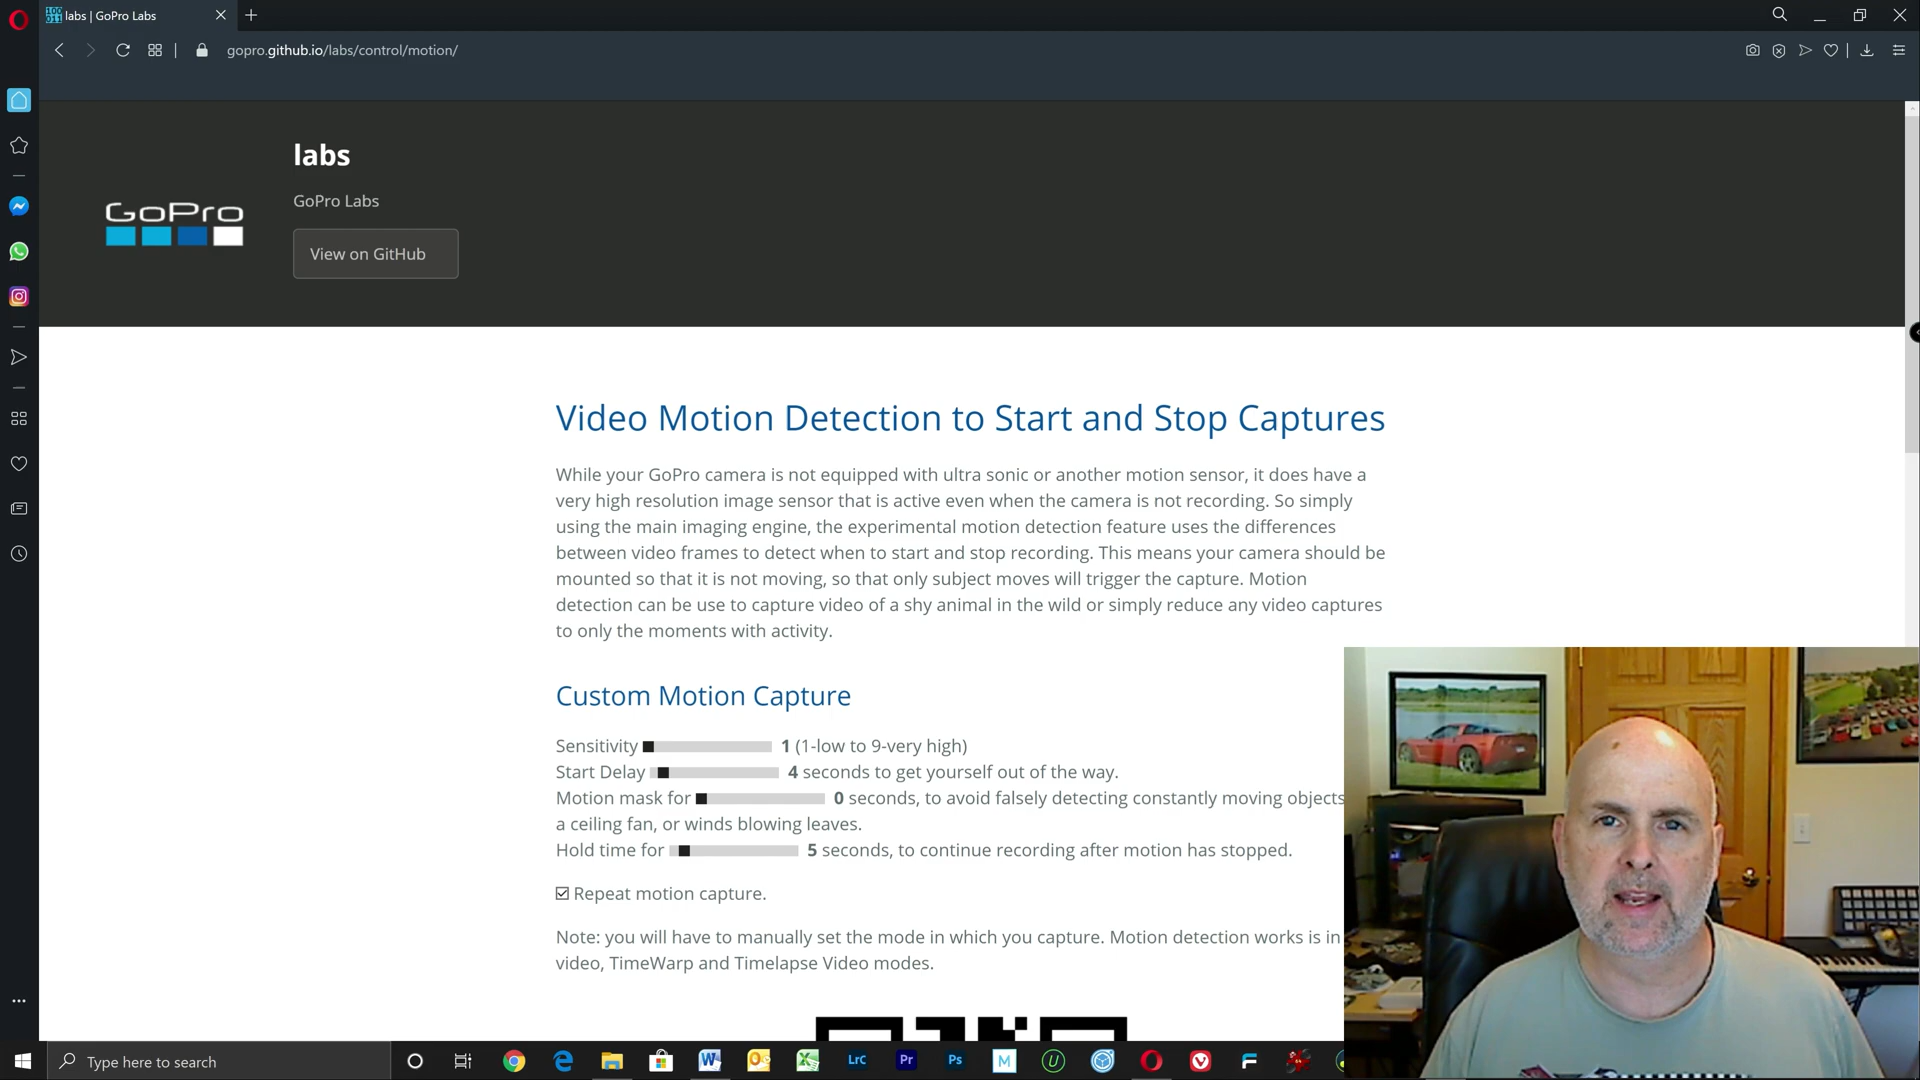 labs | GoPro Labs
gopro.github.io/labs/control/motion/
labs
GoPro Labs
GoPro
View on GitHub
Video Motion Detection to Start and Stop Captures
While your GoPro camera is not equipped with ultra sonic or another motion sensor, it does have a
very high resolution image sensor that is active even when the camera is not recording. So simply
using the main imaging engine, the experimental motion detection feature uses the differences
between video frames to detect when to start and stop recording. This means your camera should be
mounted so that it is not moving, so that only subject moves will trigger the capture. Motion
detection can be use to capture video of a shy animal in the wild or simply reduce any video captures
to only the moments with activity.
Custom Motion Capture
Sensitivity 1 (1-low to 9-very high)
Start Delay 4 seconds to get yourself out of the way.
Motion mask for 0 seconds, to avoid falsely detecting constantly moving objects
a ceiling fan, or winds blowing leaves.
Hold time for 5 seconds, to continue recording after motion has stopped.
Repeat motion capture.
Note: you will have to manually set the mode in which you capture. Motion detection works is in
video, TimeWarp and Timelapse Video modes.
Type here to search
W
LrC
Pr
Ps
M
U
F